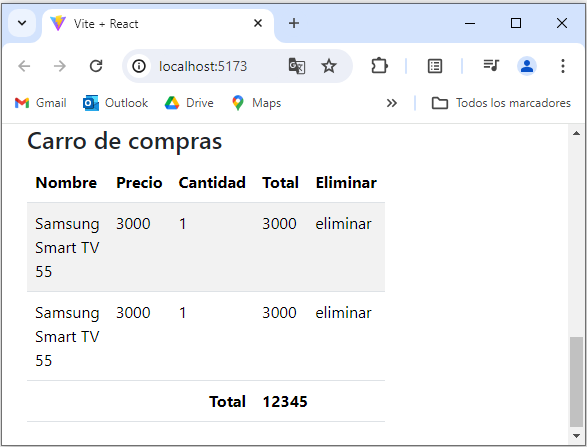 Vite + React
localhost:5173
Gmail Outlook Drive Maps » Todos los marcadores
Carro de compras
Nombre Precio Cantidad Total Eliminar
Samsung 3000 1 3000 eliminar
Smart TV
55
Samsung 3000 1 3000 eliminar
Smart TV
55
Total 12345